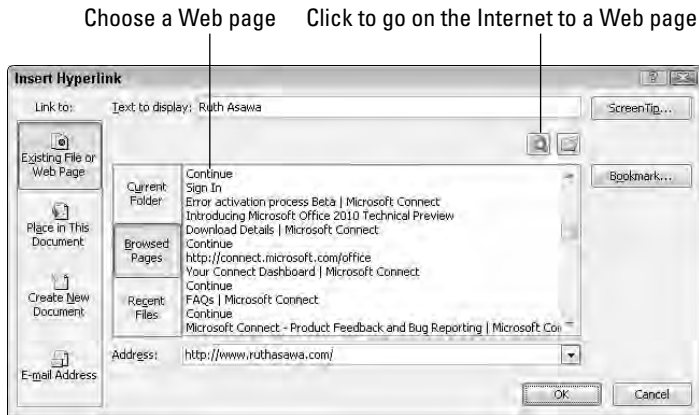 Choose a Web page Click to go on the Internet to a Web page
Insert Hyperlink
Link to:
Text to display: Ruth Asawa
ScreenTip...
Existing File or
Web Page
Bookmark...
Current
Folder
Continue
Sign In
Error activation process Beta | Microsoft Connect
Introducing Microsoft Office 2010 Technical Preview
Download Details | Microsoft Connect
Place in This
Document
Browsed
Pages
Continue
http://connect.microsoft.com/office
Your Connect Dashboard | Microsoft Connect
Continue
Create New
Document
Recent
Files
FAQs | Microsoft Connect
Continue
Microsoft Connect - Product Feedback and Bug Reporting | Microsoft Con
E-mail Address
Address: http://www.ruthasawa.com/
OK Cancel